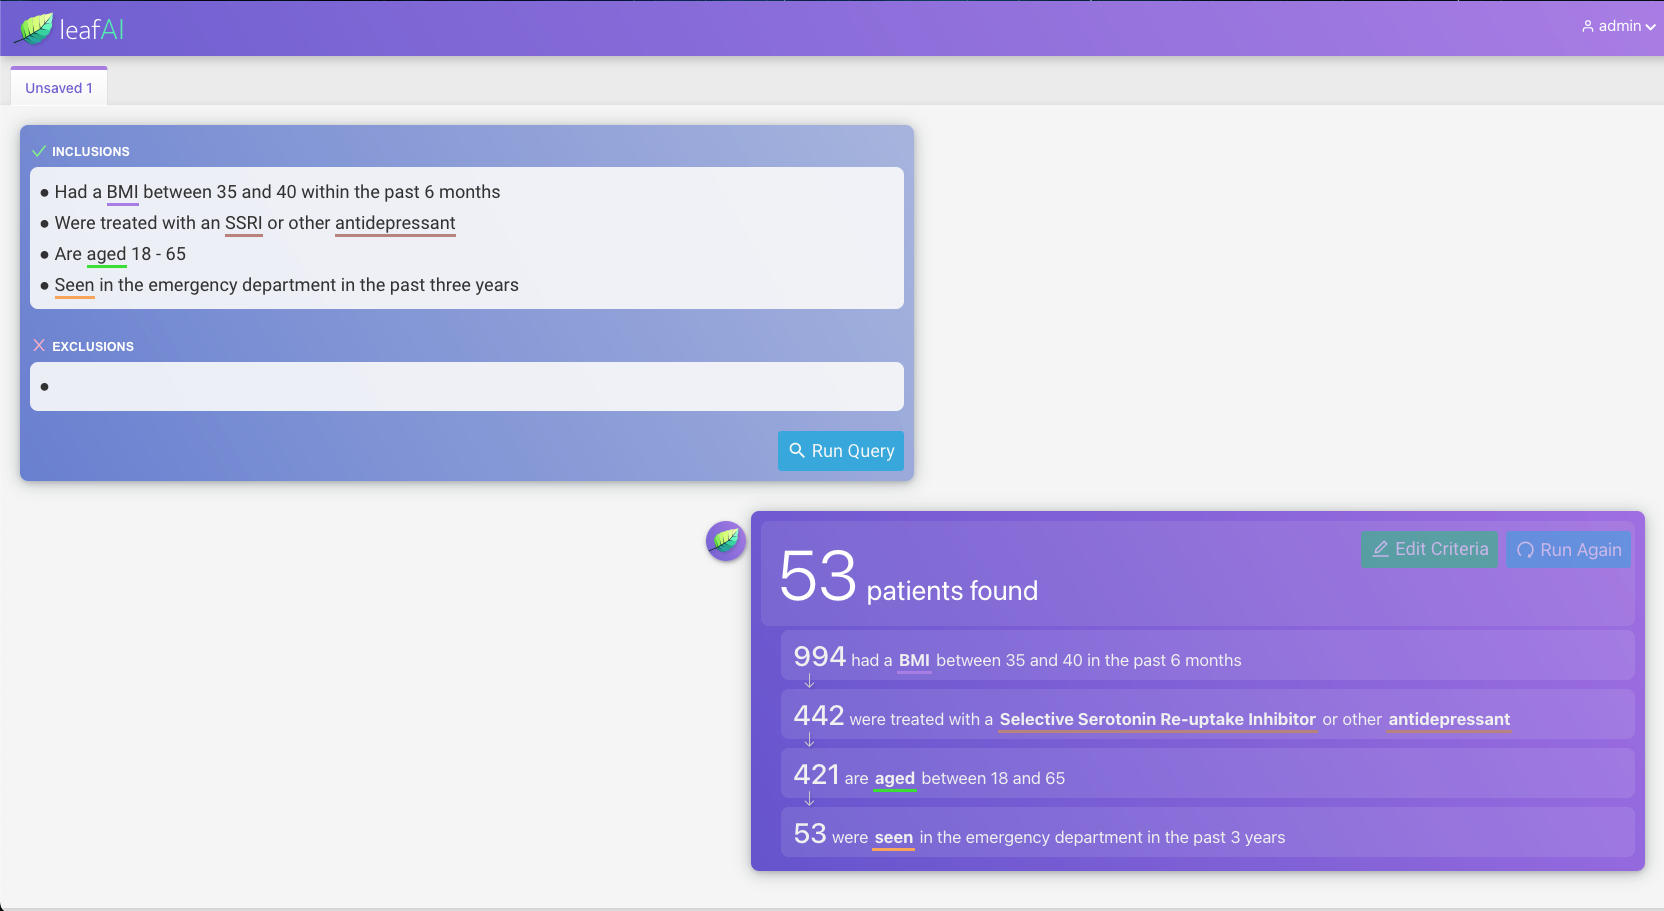 leafAI
admin
Unsaved 1
INCLUSIONS
● Had a BMI between 35 and 40 within the past 6 months
● Were treated with an SSRI or other antidepressant
● Are aged 18 - 65
● Seen in the emergency department in the past three years
EXCLUSIONS
●
Run Query
53 patients found
Edit Criteria
Run Again
994 had a BMI between 35 and 40 in the past 6 months
442 were treated with a Selective Serotonin Re-uptake Inhibitor or other antidepressant
421 are aged between 18 and 65
53 were seen in the emergency department in the past 3 years